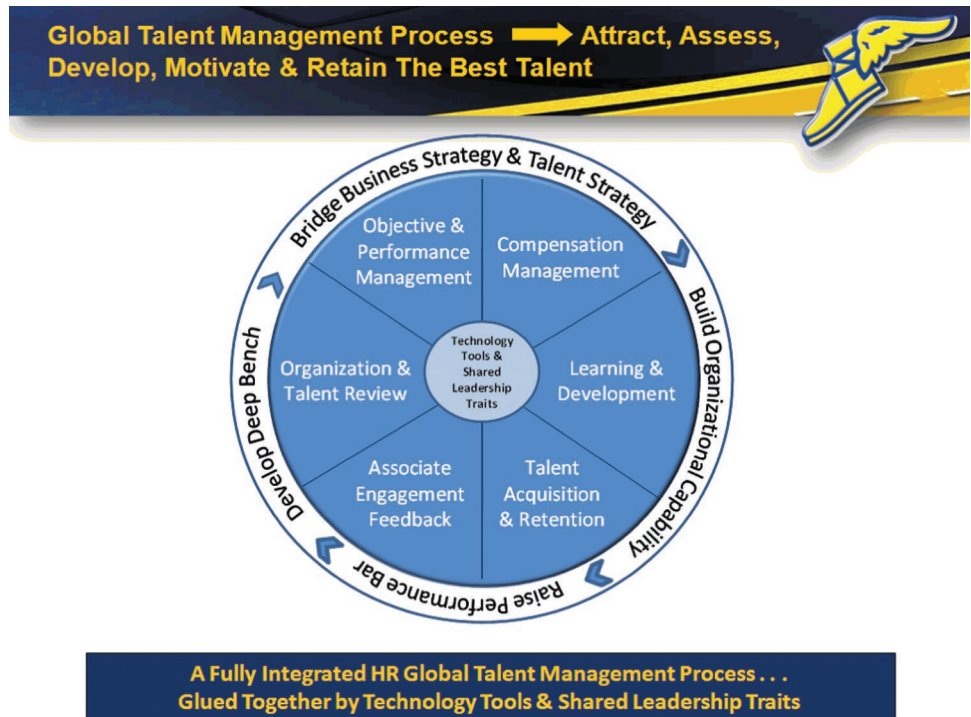 Global Talent Management Process Attract, Assess,
Develop, Motivate & Retain The Best Talent
Bridge Business Strategy & Talent Strategy
Build Organizational Capability
Raise Performance Bar
Develop Deep Bench
Objective &
Performance
Management
Compensation
Management
Learning &
Development
Talent
Acquisition
& Retention
Associate
Engagement
Feedback
Organization &
Talent Review
Technology
Tools &
Shared
Leadership
Traits
A Fully Integrated HR Global Talent Management Process . . .
Glued Together by Technology Tools & Shared Leadership Traits